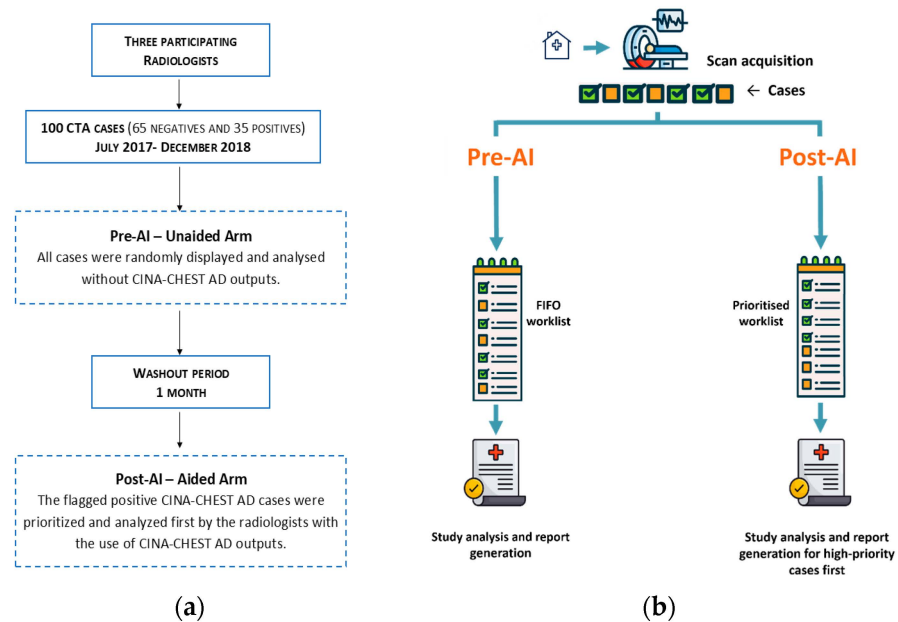 THREE PARTICIPATING
RADIOLOGISTS
100 CTA CASES (65 NEGATIVES AND 35 POSITIVES)
JULY 2017- DECEMBER 2018
Pre-AI – Unaided Arm
All cases were randomly displayed and analysed
without CINA-CHEST AD outputs.
WASHOUT PERIOD
1 MONTH
Post-AI – Aided Arm
The flagged positive CINA-CHEST AD cases were
prioritized and analyzed first by the radiologists with
the use of CINA-CHEST AD outputs.
(a)
Scan acquisition
← Cases
Pre-AI
Post-AI
FIFO
worklist
Prioritised
worklist
Study analysis and report
generation
Study analysis and report
generation for high-priority
cases first
(b)